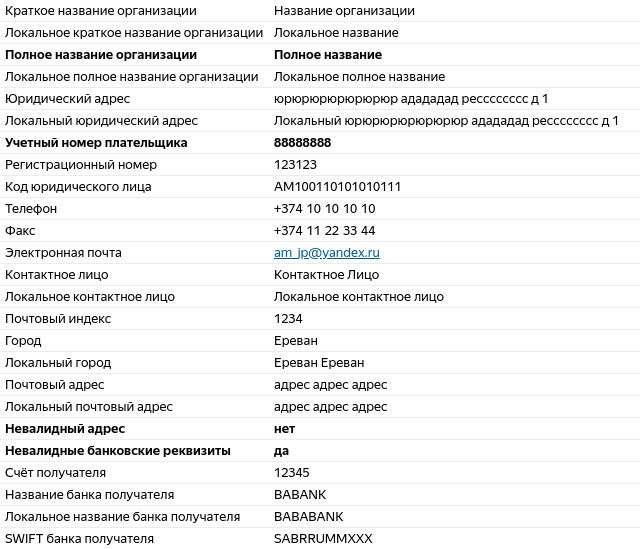 Краткое название организации Название организации
Локальное краткое название организации Локальное название
Полное название организации Полное название
Локальное полное название организации Локальное полное название
Юридический адрес юрюрюрюрюрюрюр ададададад рессссссcc д 1
Локальный юридический адрес Локальный юрюрюрюрюрюрюр ададададад рессссссcc д 1
Учетный номер плательщика 88888888
Регистрационный номер 123123
Код юридического лица AM100110101010111
Телефон +374 10 10 10 10
Факс +374 11 22 33 44
Электронная почта am_jp@yandex.ru
Контактное лицо Контактное Лицо
Локальное контактное лицо Локальное контактное лицо
Почтовый индекс 1234
Город Ереван
Локальный город Ереван Ереван
Почтовый адрес адрес адрес адрес
Локальный почтовый адрес адрес адрес адрес
Невалидный адрес нет
Невалидные банковские реквизиты да
Счёт получателя 12345
Название банка получателя BABANK
Локальное название банка получателя BABABANK
SWIFT банка получателя SABRRUMMXXX